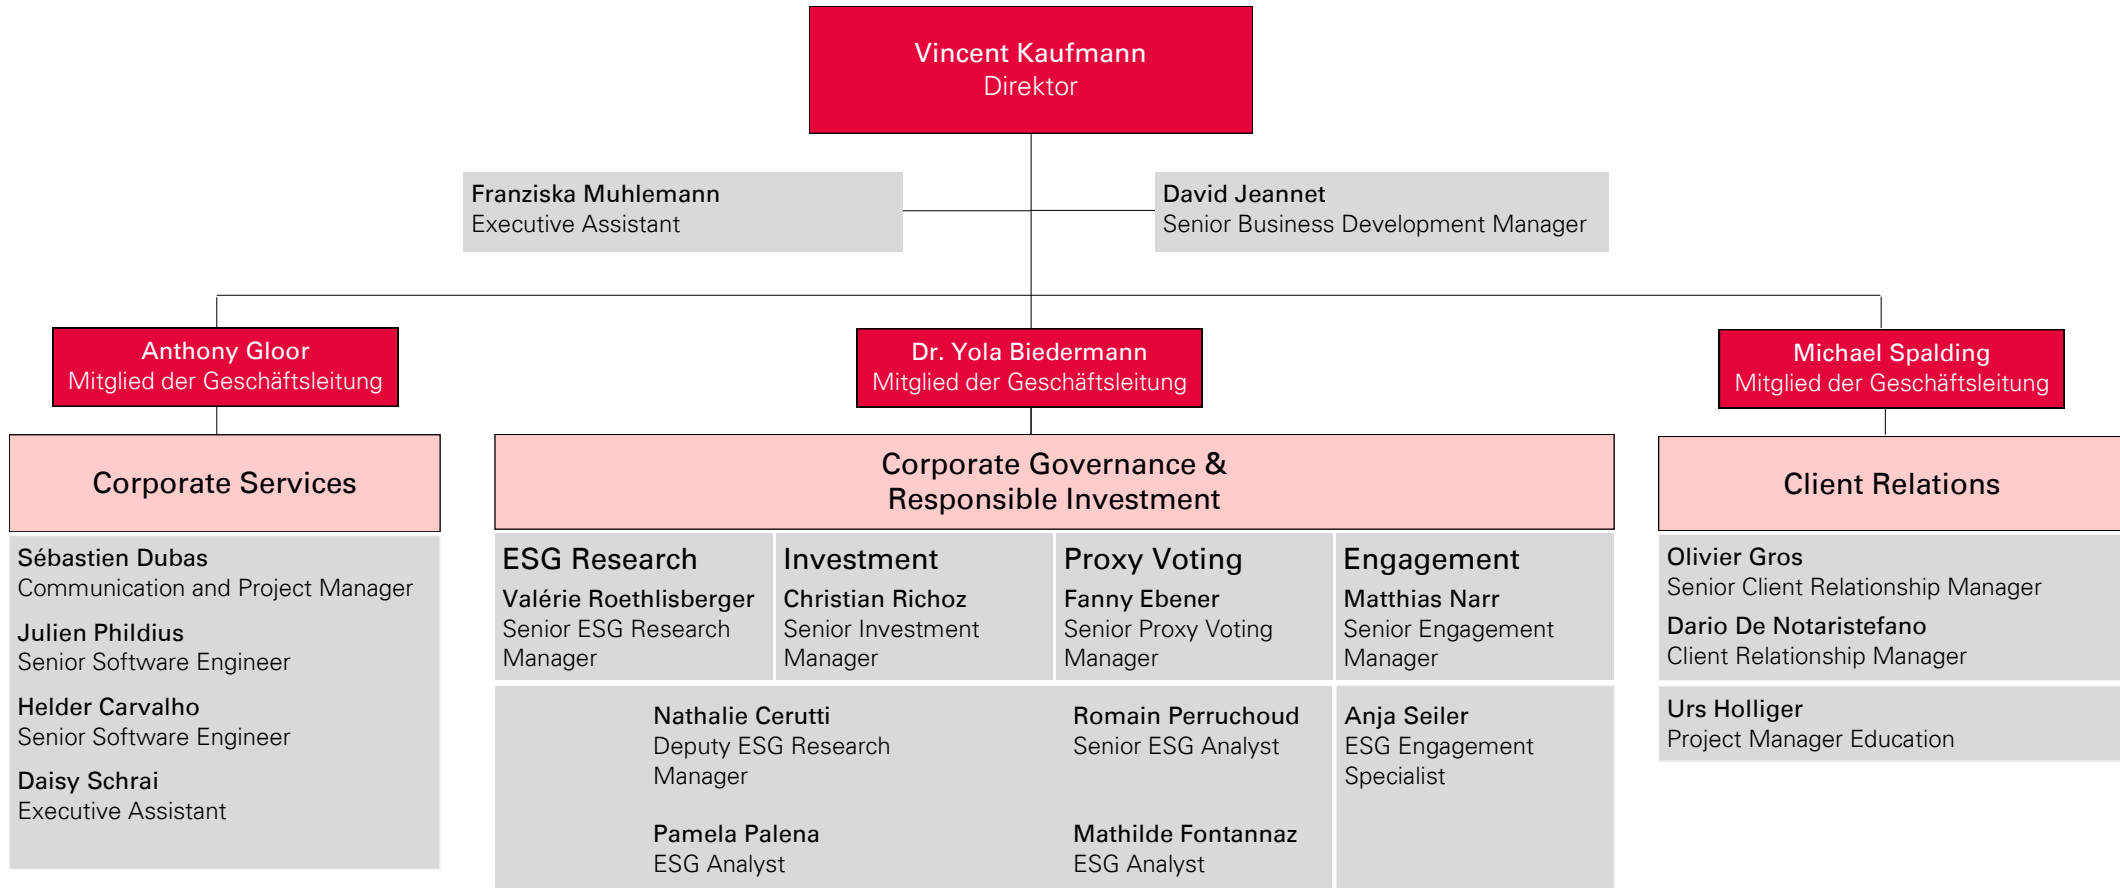 Vincent Kaufmann
Direktor
Franziska Muhlemann
Executive Assistant
David Jeannet
Senior Business Development Manager
Anthony Gloor
Mitglied der Geschäftsleitung
Dr. Yola Biedermann
Mitglied der Geschäftsleitung
Michael Spalding
Mitglied der Geschäftsleitung
Corporate Services
Sébastien Dubas
Communication and Project Manager
Julien Phildius
Senior Software Engineer
Helder Carvalho
Senior Software Engineer
Daisy Schrai
Executive Assistant
Corporate Governance &
Responsible Investment
ESG Research
Valérie Roethlisberger
Senior ESG Research
Manager
Investment
Christian Richoz
Senior Investment
Manager
Proxy Voting
Fanny Ebener
Senior Proxy Voting
Manager
Engagement
Matthias Narr
Senior Engagement
Manager
Nathalie Cerutti
Deputy ESG Research
Manager
Romain Perruchoud
Senior ESG Analyst
Anja Seiler
ESG Engagement
Specialist
Pamela Palena
ESG Analyst
Mathilde Fontannaz
ESG Analyst
Client Relations
Olivier Gros
Senior Client Relationship Manager
Dario De Notaristefano
Client Relationship Manager
Urs Holliger
Project Manager Education